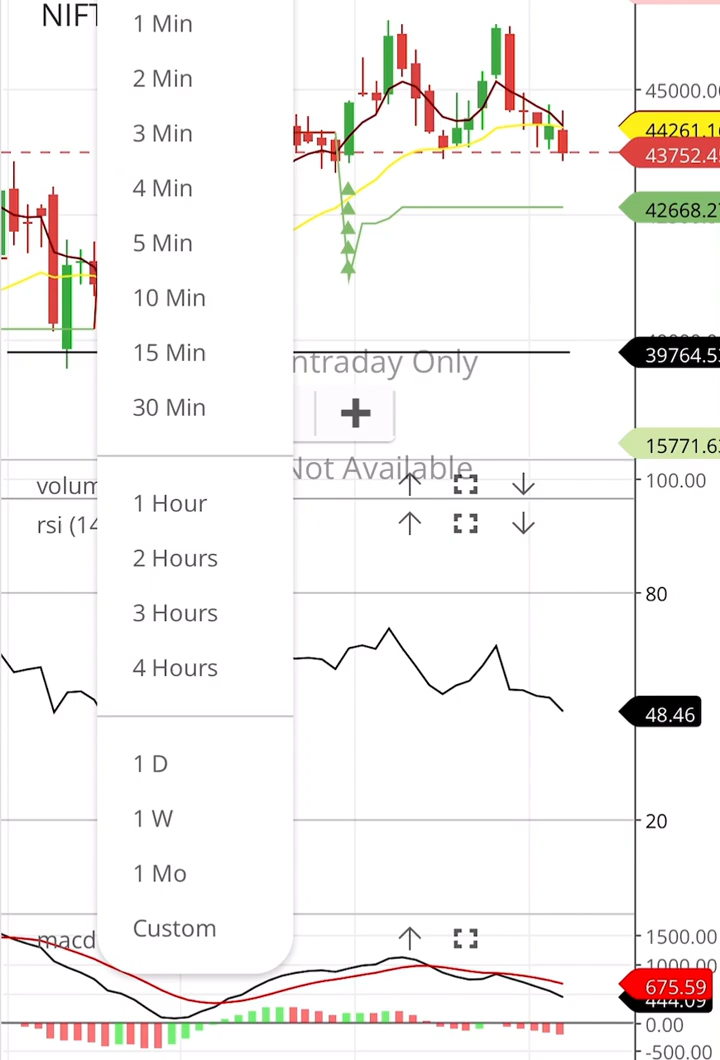 NIFT
1 Min
2 Min
3 Min
4 Min
5 Min
10 Min
15 Min
30 Min
1 Hour
2 Hours
3 Hours
4 Hours
1 D
1 W
1 Mo
Custom
ntraday Only
Not Available
volum
rsi (14
macd
45000.0
44261.16
43752.4
42668.2
39764.5
15771.6
100.00
80
48.46
20
1500.00
1000.00
675.59
444.09
0.00
-500.00